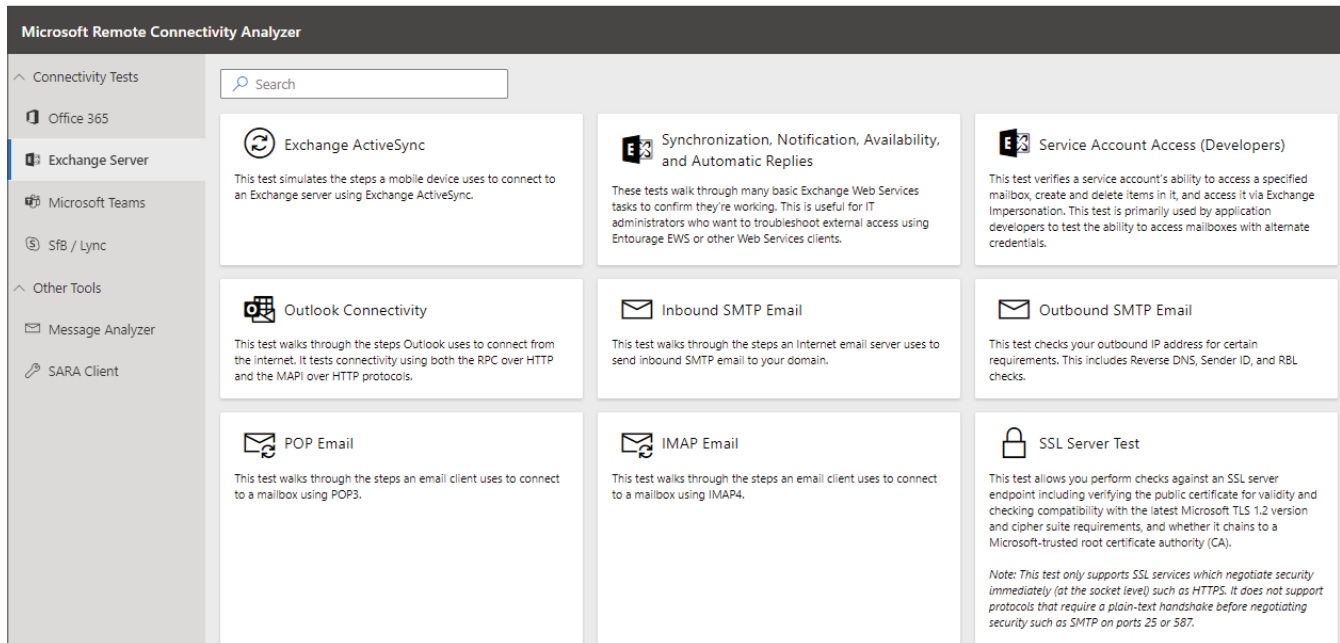 Microsoft Remote Connectivity Analyzer
Connectivity Tests
Office 365
Exchange Server
Microsoft Teams
SfB / Lync
Other Tools
Message Analyzer
SARA Client
Search
Exchange ActiveSync
This test simulates the steps a mobile device uses to connect to
an Exchange server using Exchange ActiveSync.
Synchronization, Notification, Availability,
and Automatic Replies
These tests walk through many basic Exchange Web Services
tasks to confirm they're working. This is useful for IT
administrators who want to troubleshoot external access using
Entourage EWS or other Web Services clients.
Service Account Access (Developers)
This test verifies a service account's ability to access a specified
mailbox, create and delete items in it, and access it via Exchange
Impersonation. This test is primarily used by application
developers to test the ability to access mailboxes with alternate
credentials.
Outlook Connectivity
This test walks through the steps Outlook uses to connect from
the internet. It tests connectivity using both the RPC over HTTP
and the MAPI over HTTP protocols.
Inbound SMTP Email
This test walks through the steps an Internet email server uses to
send inbound SMTP email to your domain.
Outbound SMTP Email
This test checks your outbound IP address for certain
requirements. This includes Reverse DNS, Sender ID, and RBL
checks.
POP Email
This test walks through the steps an email client uses to connect
to a mailbox using POP3.
IMAP Email
This test walks through the steps an email client uses to connect
to a mailbox using IMAP4.
SSL Server Test
This test allows you perform checks against an SSL server
endpoint including verifying the public certificate for validity and
checking compatibility with the latest Microsoft TLS 1.2 version
and cipher suite requirements, and whether it chains to a
Microsoft-trusted root certificate authority (CA).
Note: This test only supports SSL services which negotiate security
immediately (at the socket level) such as HTTPS. It does not support
protocols that require a plain-text handshake before negotiating
security such as SMTP on ports 25 or 587.